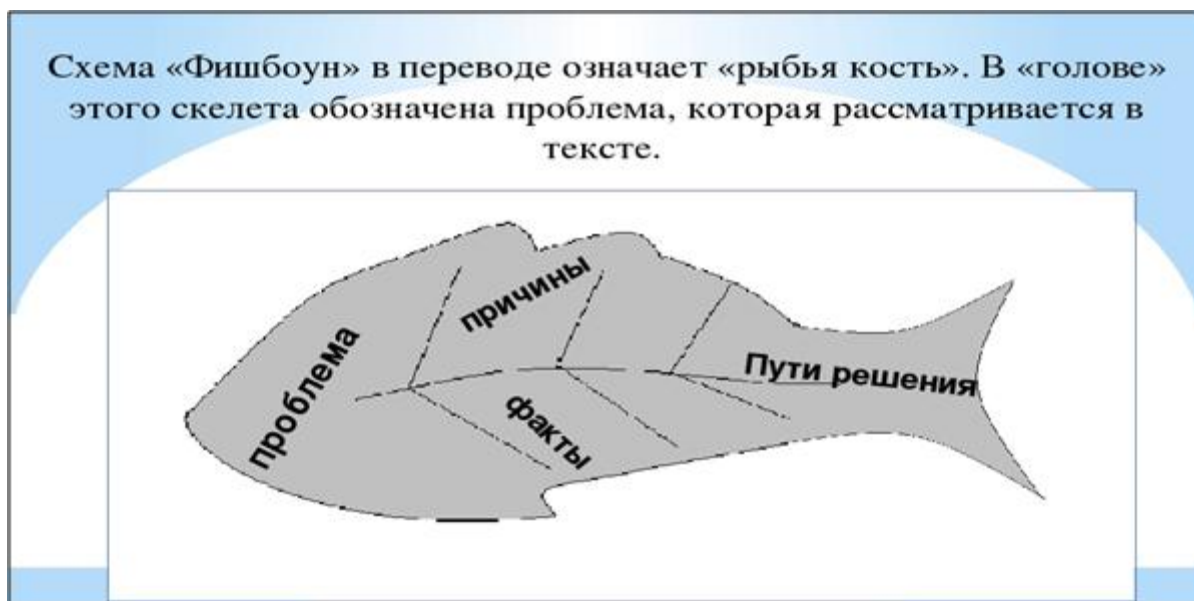 Схема «Фишбоун» в переводе означает «рыбья кость». В «голове»
этого скелета обозначена проблема, которая рассматривается в
тексте.
проблема
причины
факты
Пути решения